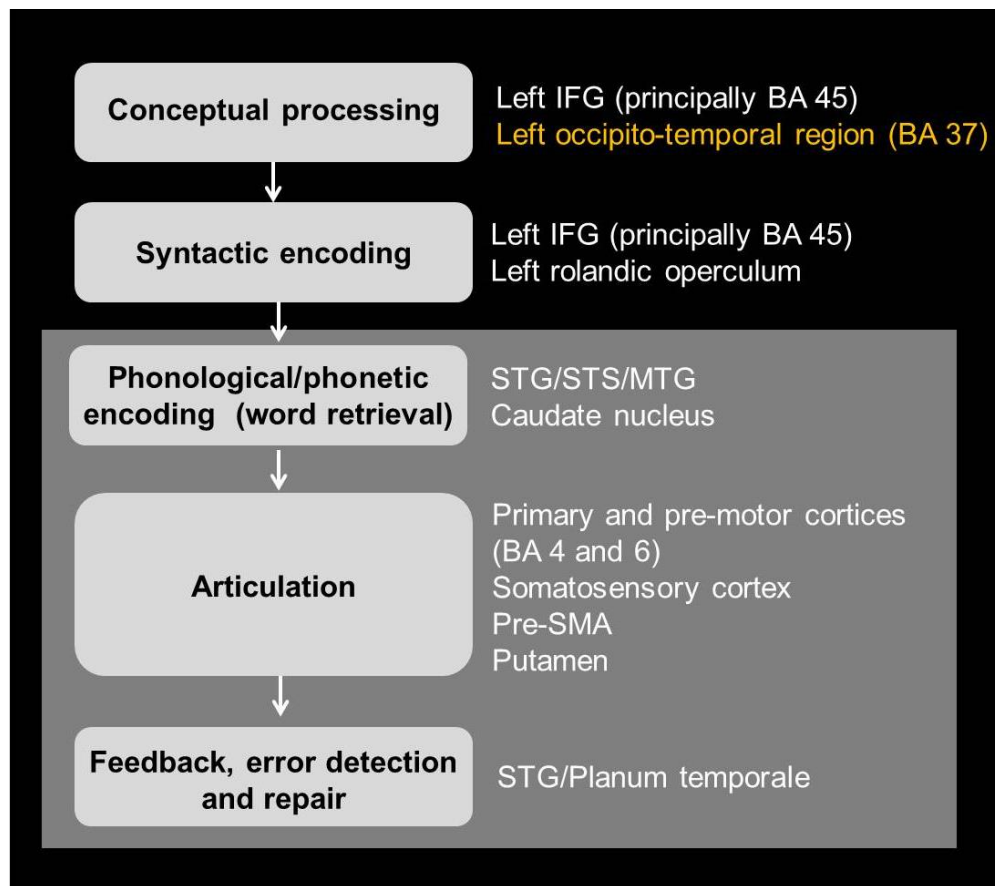 Conceptual processing
Left IFG (principally BA 45)
Left occipito-temporal region (BA 37)
Syntactic encoding
Left IFG (principally BA 45)
Left rolandic operculum
Phonological/phonetic
encoding (word retrieval)
STG/STS/MTG
Caudate nucleus
Articulation
Primary and pre-motor cortices
(BA 4 and 6)
Somatosensory cortex
Pre-SMA
Putamen
Feedback, error detection
and repair
STG/Planum temporale